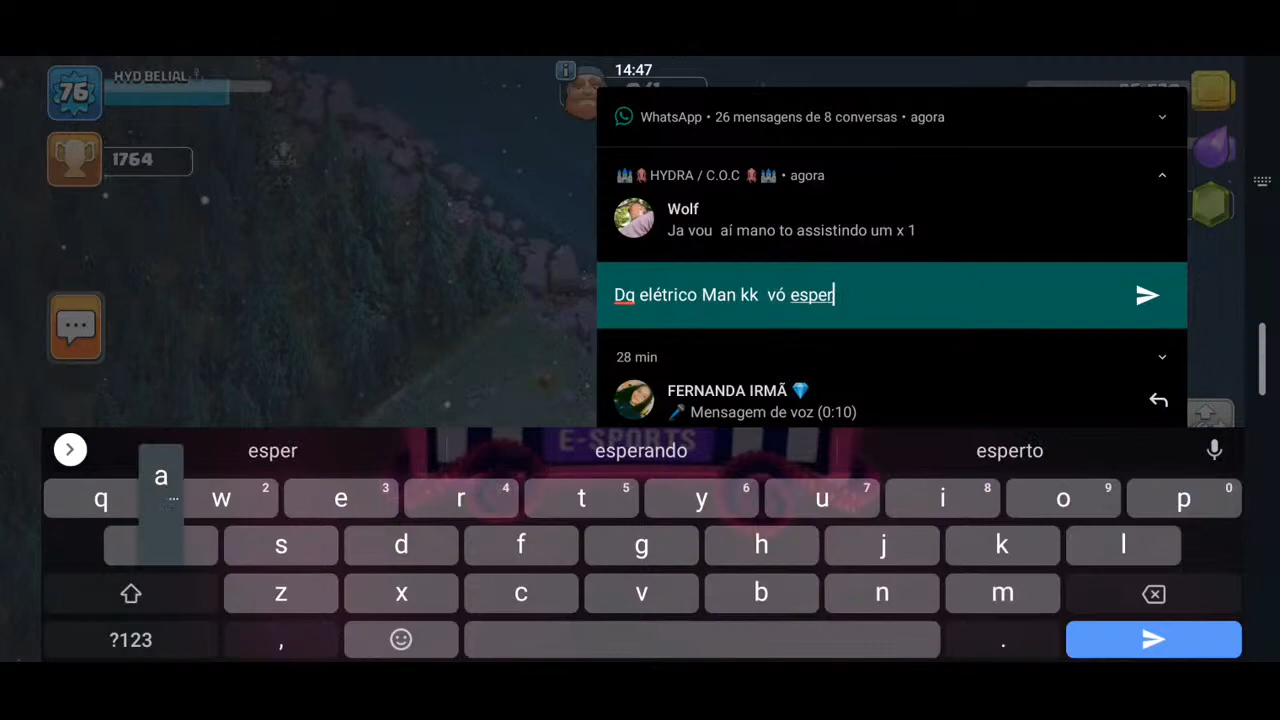 76
HYD BELIAL
14:47
1764
WhatsApp • 26 mensagens de 8 conversas • agora
🏰🦑HYDRA / C.O.C 🦑🏰 • agora
Wolf
Ja vou  aí mano to assistindo um x 1
Dq elétrico Man kk  vó esper
28 min
FERNANDA IRMÃ 💎
🎤 Mensagem de voz (0:10)
E-SPORTS
esper esperando esperto
a
q w 2 e 3 r 4 t 5 y 6 u 7 i 8 o 9 p 0
s d f g h j k l
z x c v b n m
?123 , .